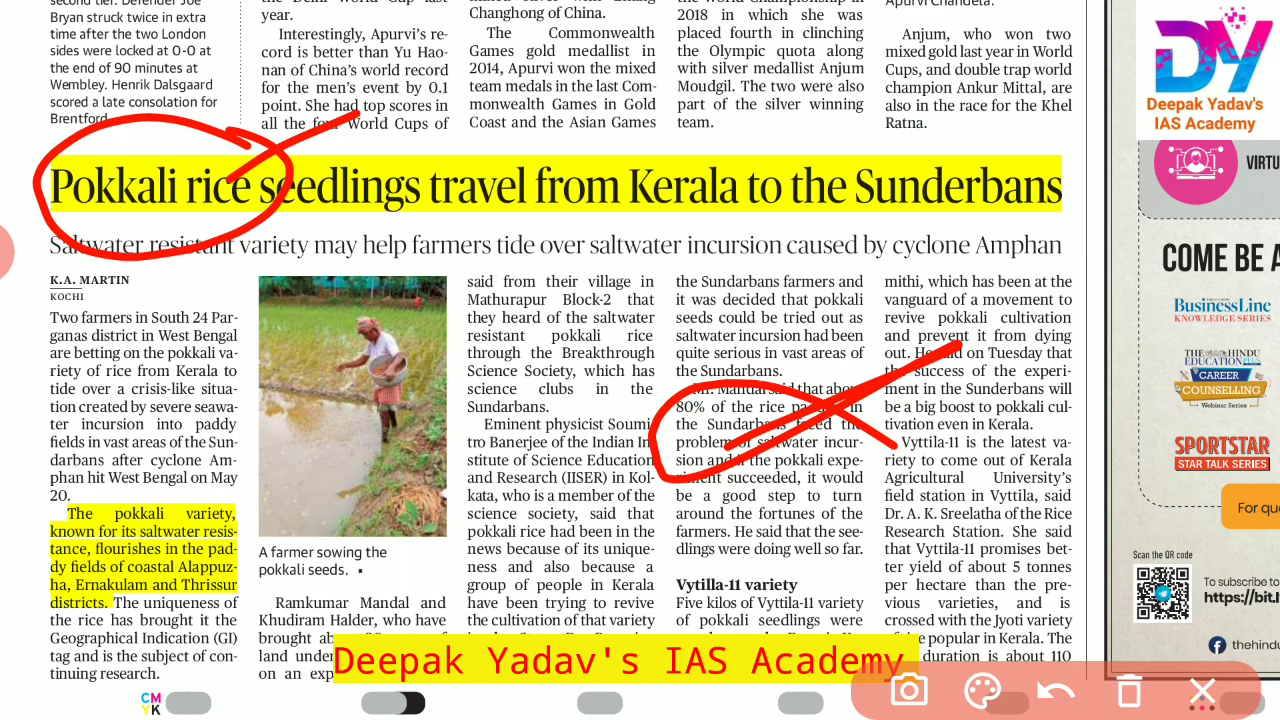 second tier. Defender Joe
Bryan struck twice in extra
time after the two London
sides were locked at 0-0 at
the end of 90 minutes at
Wembley. Henrik Dalsgaard
scored a late consolation for
Brentford.
year.
Interestingly, Apurvi's re-
cord is better than Yu Hao-
nan of China's world record
for the men's event by 0.1
point. She had top scores in
all the four World Cups of
Changhong of China.
The Commonwealth
Games gold medallist in
2014, Apurvi won the mixed
team medals in the last Com-
monwealth Games in Gold
Coast and the Asian Games
2018 in which she was
placed fourth in clinching
the Olympic quota along
with silver medallist Anjum
Moudgil. The two were also
part of the silver winning
team.
Apurvi Chandela.
Anjum, who won two
mixed gold last year in World
Cups, and double trap world
champion Ankur Mittal, are
also in the race for the Khel
Ratna.
DY
Deepak Yadav's
IAS Academy
Pokkali rice seedlings travel from Kerala to the Sunderbans
Saltwater resistant variety may help farmers tide over saltwater incursion caused by cyclone Amphan
K.A. MARTIN
KOCHI
Two farmers in South 24 Par-
ganas district in West Bengal
are betting on the pokkali va-
riety of rice from Kerala to
tide over a crisis-like situa-
tion created by severe seawa-
ter incursion into paddy
fields in vast areas of the Sun-
darbans after cyclone Am-
phan hit West Bengal on May
20.
The pokkali variety,
known for its saltwater resis-
tance, flourishes in the pad-
dy fields of coastal Alappuz-
ha, Ernakulam and Thrissur
districts. The uniqueness of
the rice has brought it the
Geographical Indication (GI)
tag and is the subject of con-
tinuing research.
A farmer sowing the
pokkali seeds.
Ramkumar Mandal and
Khudiram Halder, who have
brought
land under
on an
said from their village in
Mathurapur Block-2 that
they heard of the saltwater
resistant pokkali rice
through the Breakthrough
Science Society, which has
science clubs in the
Sundarbans.
Eminent physicist Soumi
tro Banerjee of the Indian In
stitute of Science Education
and Research (IISER) in Kol-
kata, who is a member of the
science society, said that
pokkali rice had been in the
news because of its unique-
ness and also because a
group of people in Kerala
have been trying to revive
the cultivation of that variety
the Sundarbans farmers and
it was decided that pokkali
seeds could be tried out as
saltwater incursion had been
quite serious in vast areas of
the Sundarbans.
Mr. Mandal said that about
80% of the rice paddies in
the Sundarbans faced the
problem of saltwater incur-
sion and if the pokkali expe-
riment succeeded, it would
be a good step to turn
around the fortunes of the
farmers. He said that the see-
dlings were doing well so far.
Vytilla-11 variety
Five kilos of Vyttila-11 variety
of pokkali seedlings were
mithi, which has been at the
vanguard of a movement to
revive pokkali cultivation
and prevent it from dying
out. He said on Tuesday that
the success of the experi-
ment in the Sunderbans will
be a big boost to pokkali cul-
tivation even in Kerala.
Vyttila-11 is the latest va-
riety to come out of Kerala
Agricultural University's
field station in Vyttila, said
Dr. A. K. Sreelatha of the Rice
Research Station. She said
that Vyttila-11 promises bet-
ter yield of about 5 tonnes
per hectare than the pre-
vious varieties, and is
crossed with the Jyoti variety
popular in Kerala. The
duration is about 110
Deepak Yadav's IAS Academy
CM
YK
VIRTU
COME BE A
BusinessLine
KNOWLEDGE SERIES
THE HINDU
EDUCATIONPLUS
CAREER
COUNSELLING
Webinar Series
SPORTSTAR
STAR TALK SERIES
For qu
Scan the QR code
To subscribe to
https://bit.l
thehindu